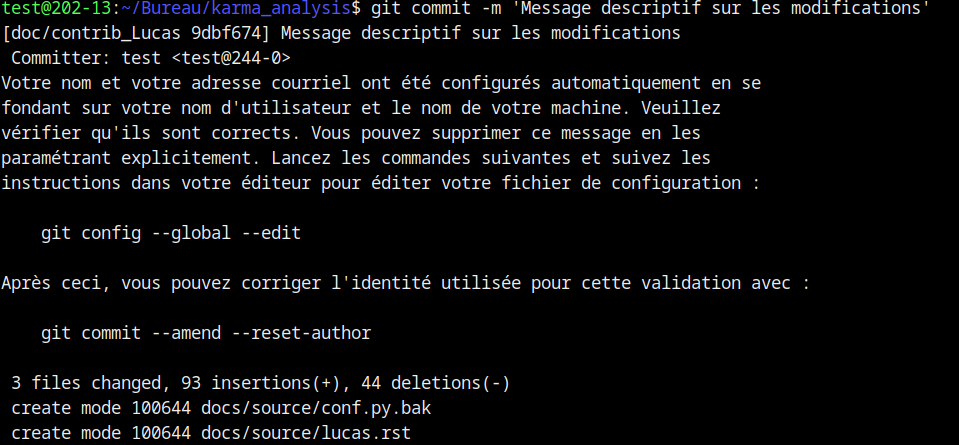 test@202-13:~/Bureau/karma_analysis$ git commit -m 'Message descriptif sur les modifications'
[doc/contrib_Lucas 9dbf674] Message descriptif sur les modifications
 Committer: test <test@244-0>
Votre nom et votre adresse courriel ont été configurés automatiquement en se
fondant sur votre nom d'utilisateur et le nom de votre machine. Veuillez
vérifier qu'ils sont corrects. Vous pouvez supprimer ce message en les
paramétrant explicitement. Lancez les commandes suivantes et suivez les
instructions dans votre éditeur pour éditer votre fichier de configuration :

    git config --global --edit

Après ceci, vous pouvez corriger l'identité utilisée pour cette validation avec :

    git commit --amend --reset-author

 3 files changed, 93 insertions(+), 44 deletions(-)
 create mode 100644 docs/source/conf.py.bak
 create mode 100644 docs/source/lucas.rst